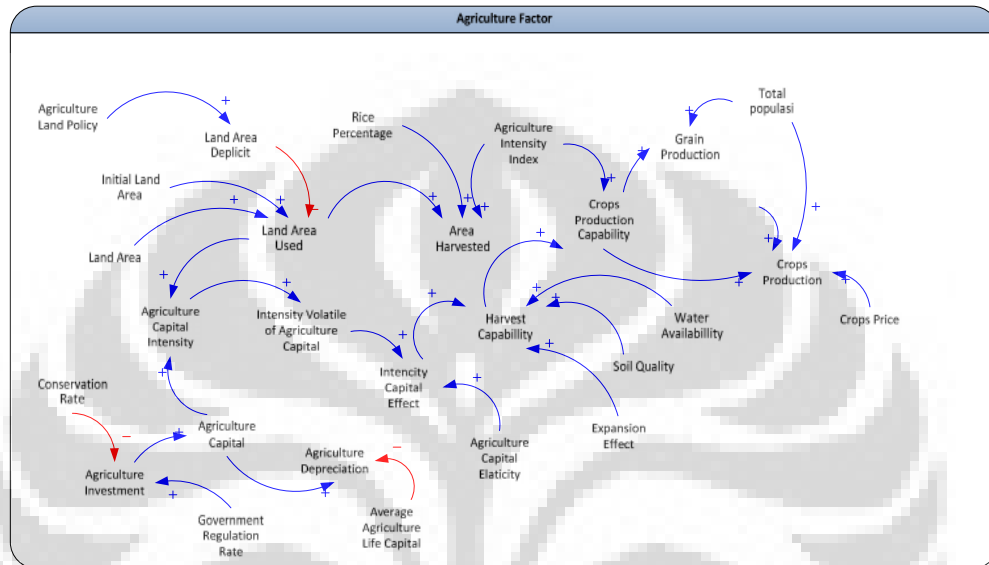 Agriculture Factor
Agriculture
Land Policy
+
Land Area
Deplicit
Rice
Percentage
Agriculture
Intensity
Index
Total
populasi
+
Grain
Production
+
Initial Land
Area
+
+
−
Land Area
Used
+
+
+
Area
Harvested
+
Crops
Production
Capability
+
Land Area
+
Crops
Production
+
+
+
Crops Price
+
Agriculture
Capital
Intensity
+
Intensity Volatile
of Agriculture
Capital
+
+
Harvest
Capabillity
+
+
+
+
Water
Availabillity
Soil Quality
+
Intencity
Capital
Effect
+
Conservation
Rate
−
Agriculture
Capital
+
Agriculture
Investment
+
Agriculture
Depreciation
−
+
Agriculture
Capital
Elaticity
Expansion
Effect
Government
Regulation
Rate
Average
Agriculture
Life Capital